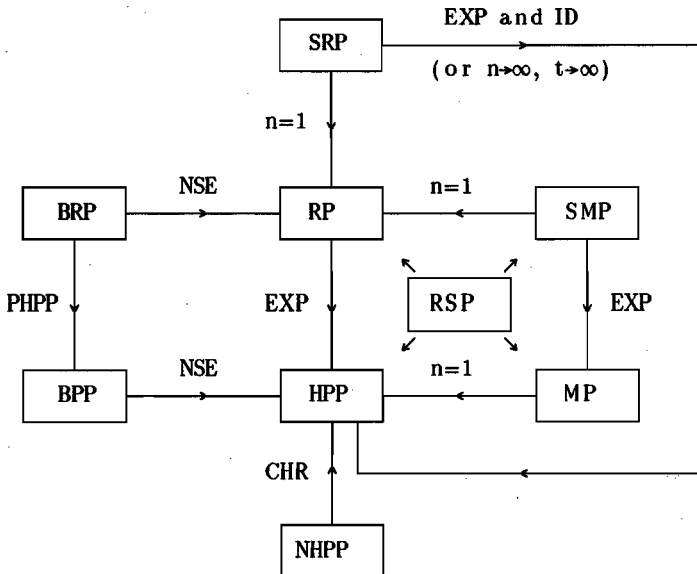 EXP and ID
SRP
(or n→∞, t→∞)
n=1
NSE
n=1
BRP
RP
SMP
PHPP
EXP
RSP
EXP
NSE
n=1
BPP
HPP
MP
CHR
NHPP